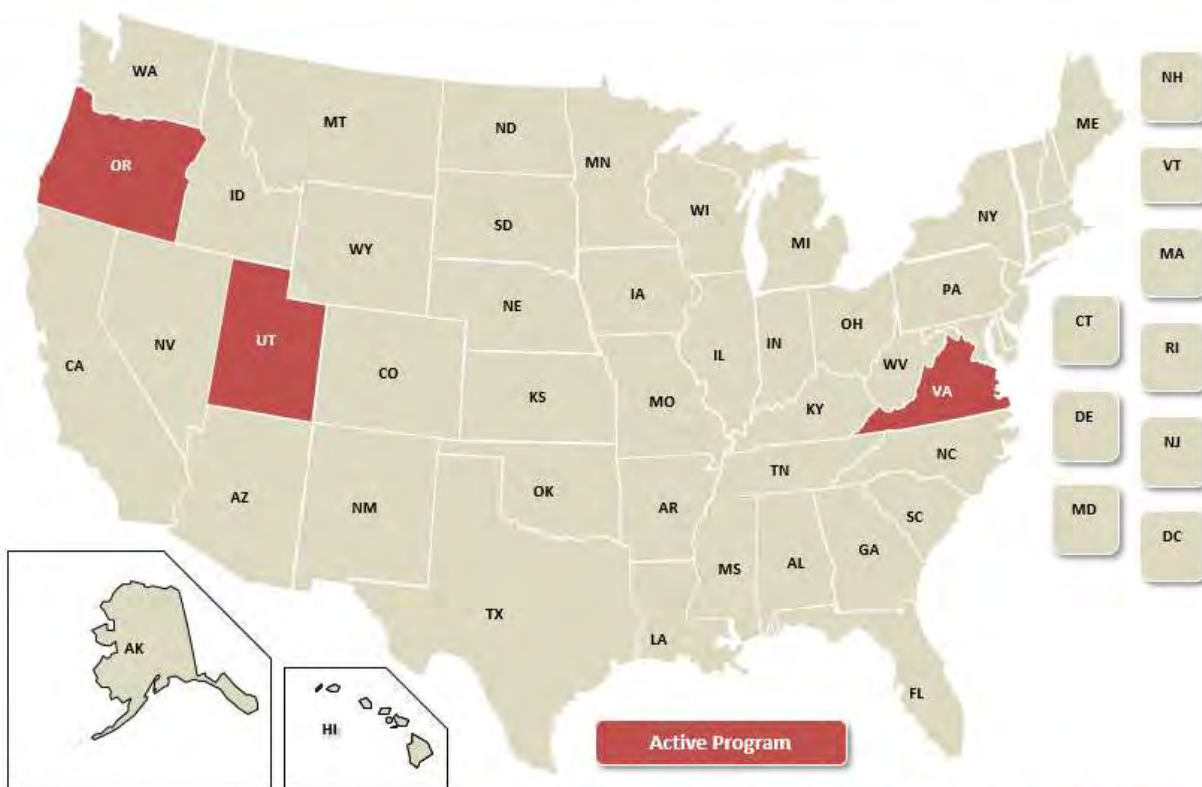 WA
MT
ND
MN
ME
NH
OR
ID
SD
WI
MI
NY
VT
WY
IA
PA
MA
NE
CT
NV
UT
CO
IL
IN
OH
WV
RI
CA
KS
MO
KY
VA
DE
NJ
AZ
NM
OK
AR
TN
NC
MD
DC
SC
MS
AL
GA
TX
LA
AK
FL
HI
Active Program